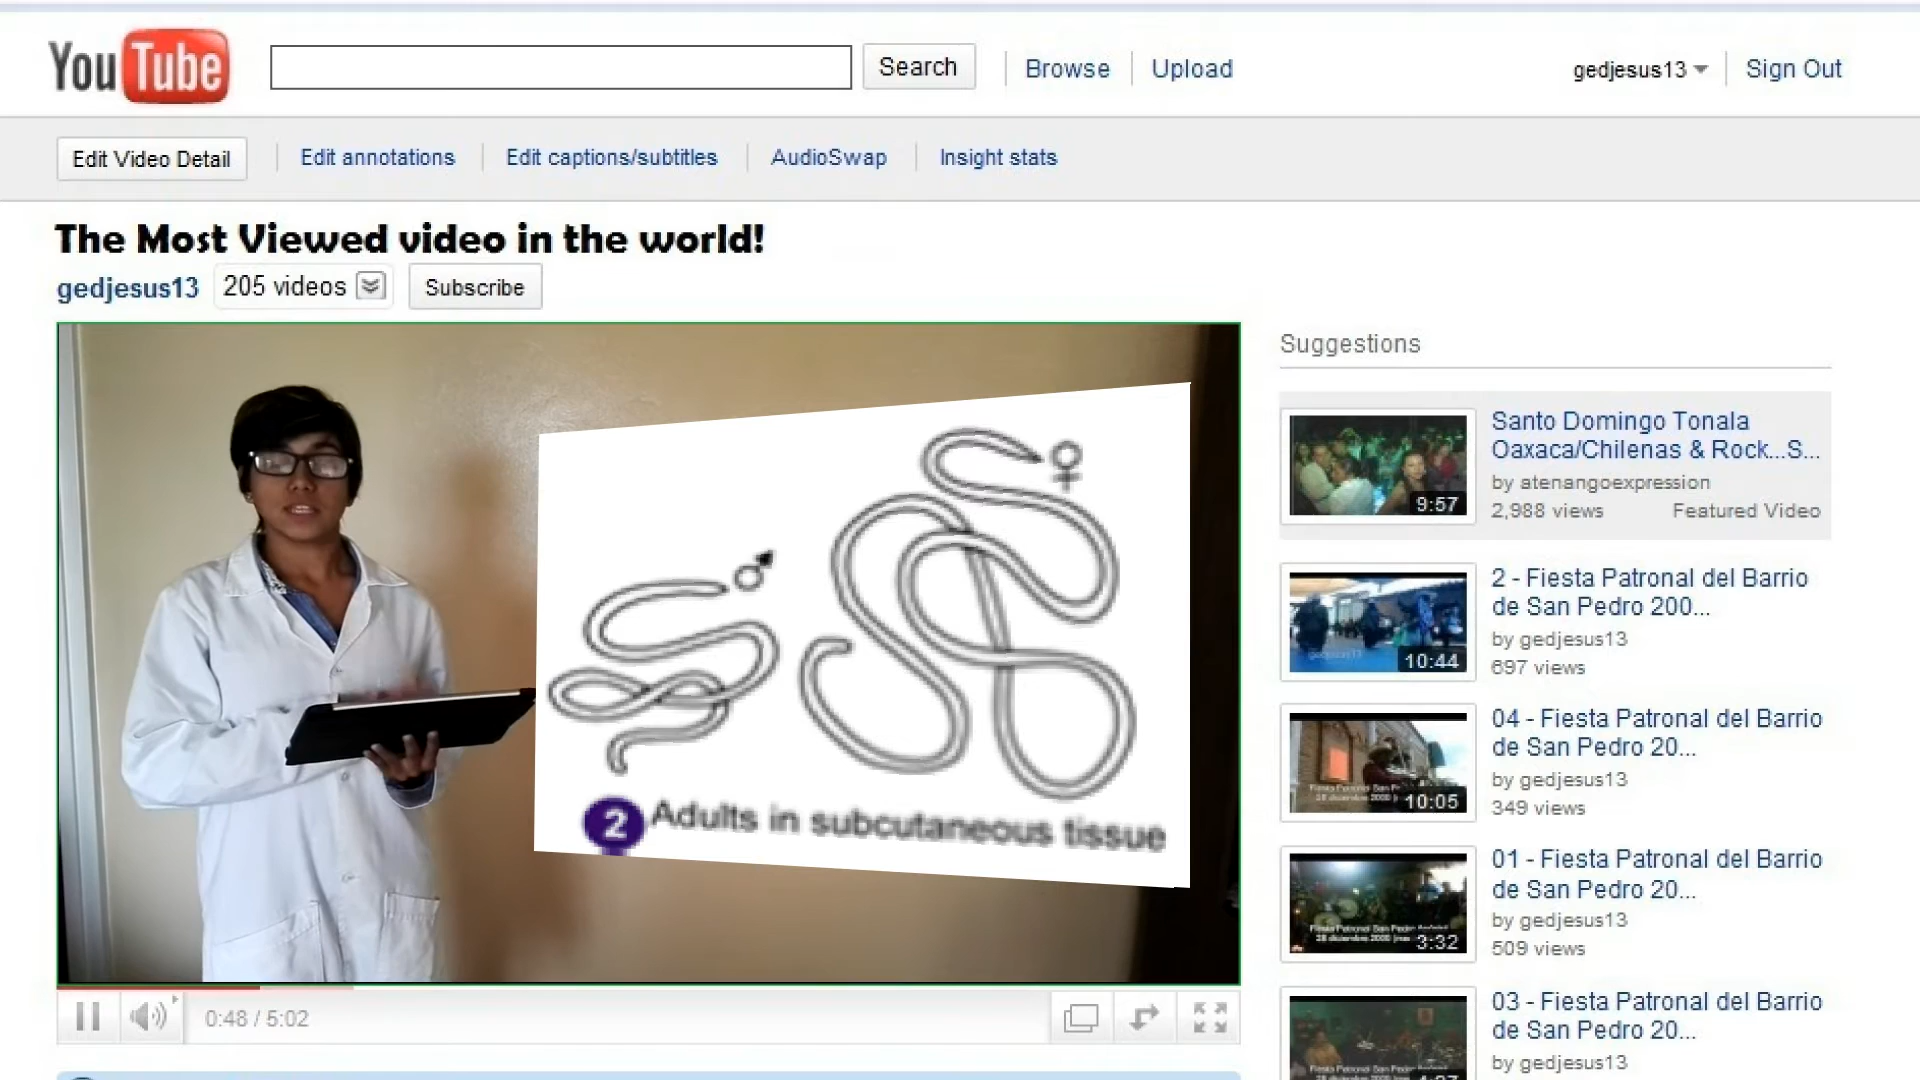 YouTube
Search
Browse
Upload
gedjesus13
Sign Out
Edit Video Detail
Edit annotations
Edit captions/subtitles
AudioSwap
Insight stats
The Most Viewed video in the world!
gedjesus13
205 videos
Subscribe
2 Adults in subcutaneous tissue
0:48 / 5:02
Suggestions
9:57
Santo Domingo Tonala
Oaxaca/Chilenas & Rock...S...
by atenangoexpression
2,988 views
Featured Video
gedjesus13
10:44
2 - Fiesta Patronal del Barrio
de San Pedro 200...
by gedjesus13
697 views
10:05
04 - Fiesta Patronal del Barrio
de San Pedro 20...
by gedjesus13
349 views
3:32
01 - Fiesta Patronal del Barrio
de San Pedro 20...
by gedjesus13
509 views
03 - Fiesta Patronal del Barrio
de San Pedro 20...
by gedjesus13